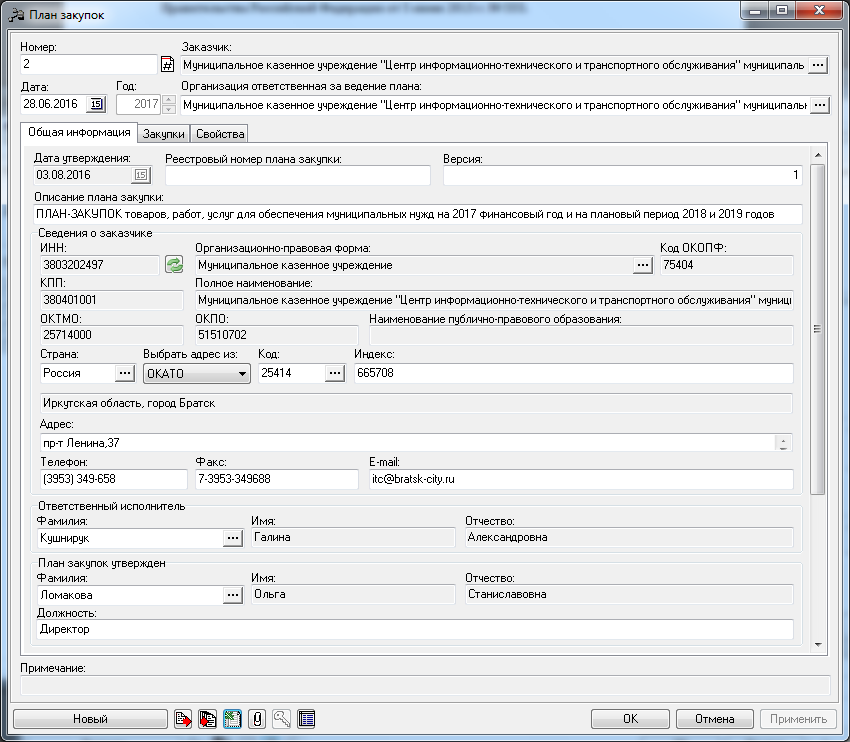 План закупок
Номер:
Заказчик:
2
Муниципальное казенное учреждение "Центр информационно-технического и транспортного обслуживания" муниципаль
Дата:
Год:
Организация ответственная за ведение плана:
28.06.2016
15
2017
Муниципальное казенное учреждение "Центр информационно-технического и транспортного обслуживания" муниципаль
Общая информация
Закупки
Свойства
Дата утверждения:
Реестровый номер плана закупки:
Версия:
03.08.2016
15
1
Описание плана закупки:
ПЛАН-ЗАКУПОК товаров, работ, услуг для обеспечения муниципальных нужд на 2017 финансовый год и на плановый период 2018 и 2019 годов
Сведения о заказчике
ИНН:
Организационно-правовая форма:
Код ОКОПФ:
3803202497
Муниципальное казенное учреждение
75404
КПП:
Полное наименование:
380401001
Муниципальное казенное учреждение "Центр информационно-технического и транспортного обслуживания" муници
ОКТМО:
ОКПО:
Наименование публично-правового образования:
25714000
51510702
Страна:
Выбрать адрес из:
Код:
Индекс:
Россия
ОКАТО
25414
665708
Иркутская область, город Братск
Адрес:
пр-т Ленина,37
Телефон:
Факс:
E-mail:
(3953) 349-658
7-3953-349688
itc@bratsk-city.ru
Ответственный исполнитель
Фамилия:
Имя:
Отчество:
Кушнирук
Галина
Александровна
План закупок утвержден
Фамилия:
Имя:
Отчество:
Ломакова
Ольга
Станиславовна
Должность:
Директор
Примечание:
Новый
OK
Отмена
Применить